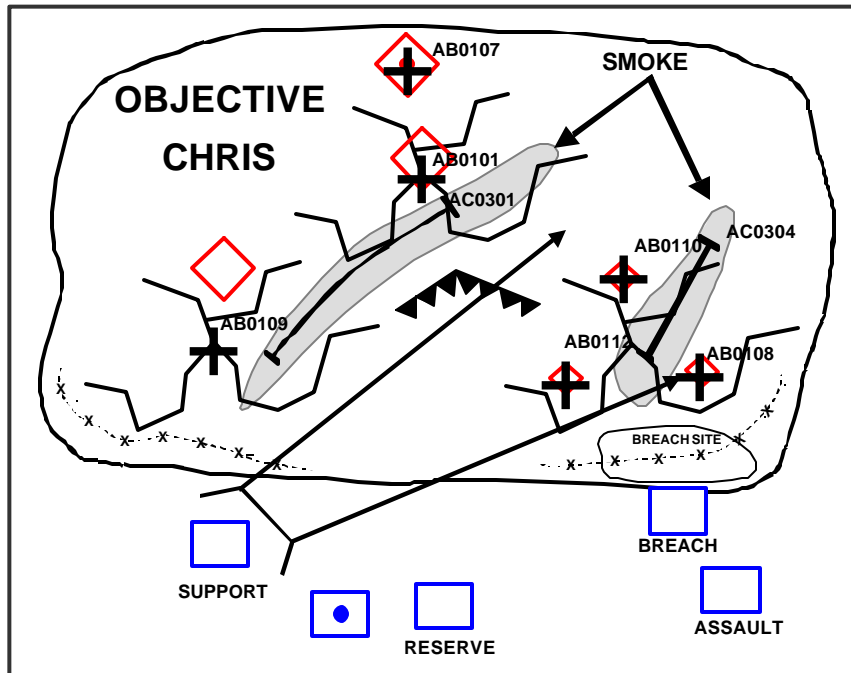 AB0107
SMOKE
OBJECTIVE
CHRIS
AB0101
AC0301
AC0304
AB0110
AB0109
AB0112
AB0108
BREACH SITE
X
X
X
X
X
X
X
X
X
X
X
X
X
BREACH
SUPPORT
ASSAULT
RESERVE